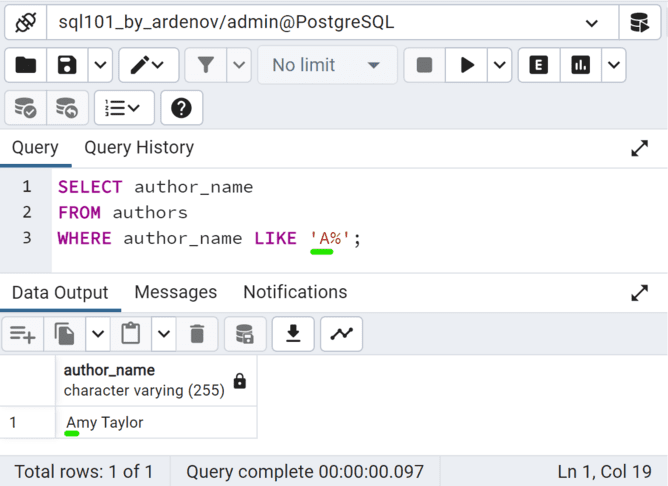 sql101_by_ardenov/admin@PostgreSQL
No limit
E
Query Query History
1 SELECT author_name
2 FROM authors
3 WHERE author_name LIKE 'A%';
Data Output Messages Notifications
author_name
character varying (255)
1 Amy Taylor
Total rows: 1 of 1 Query complete 00:00:00.097 Ln 1, Col 19